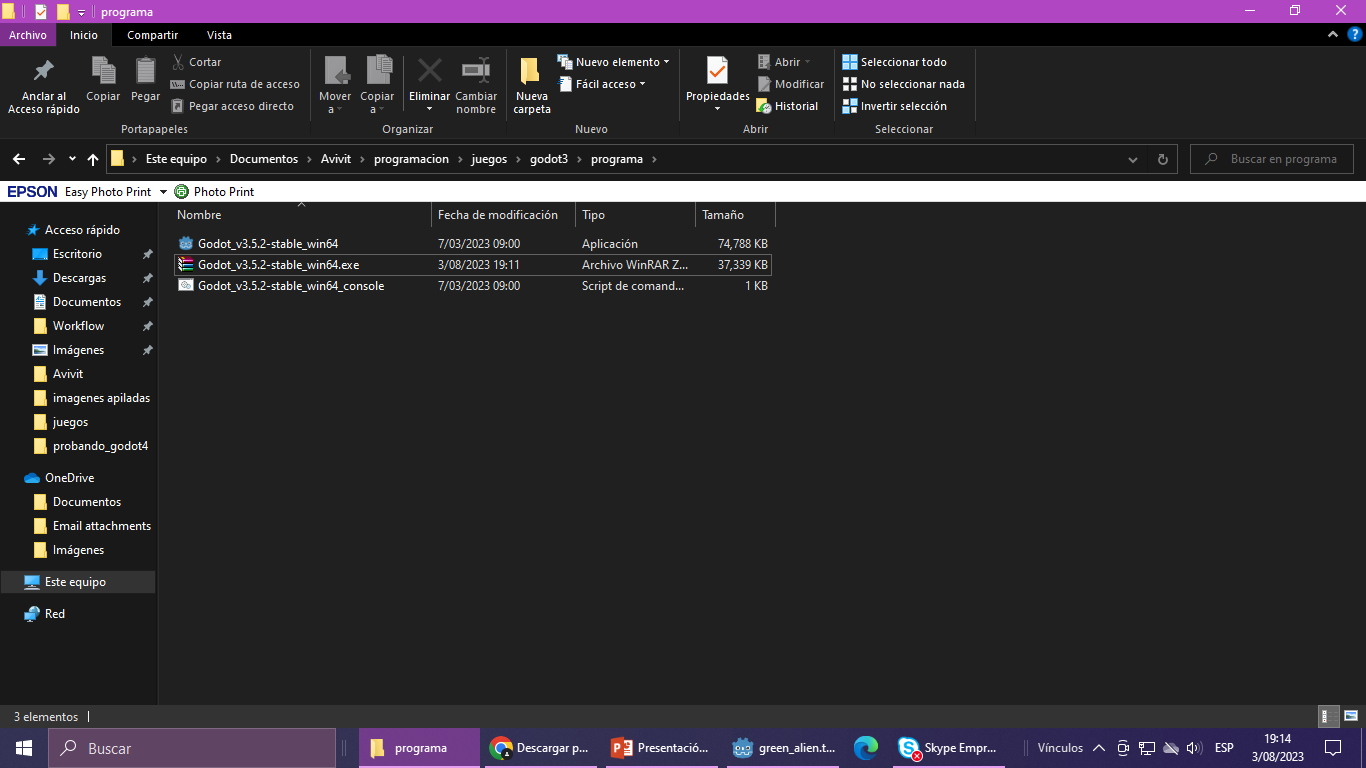 programa
Archivo Inicio Compartir Vista
Anclar al Acceso rápido
Copiar
Pegar
Cortar
Copiar ruta de acceso
Pegar acceso directo
Portapapeles
Mover a
Copiar a
Eliminar
Cambiar nombre
Organizar
Nueva carpeta
Nuevo elemento
Fácil acceso
Nuevo
Propiedades
Abrir
Modificar
Historial
Abrir
Seleccionar todo
No seleccionar nada
Invertir selección
Seleccionar
Este equipo > Documentos > Avivit > programacion > juegos > godot3 > programa >
Buscar en programa
EPSON Easy Photo Print Photo Print
Acceso rápido
Escritorio
Descargas
Documentos
Workflow
Imágenes
Avivit
imagenes apiladas
juegos
probando_godot4
OneDrive
Documentos
Email attachments
Imágenes
Este equipo
Red
Nombre Fecha de modificación Tipo Tamaño
Godot_v3.5.2-stable_win64 7/03/2023 09:00 Aplicación 74,788 KB
Godot_v3.5.2-stable_win64.exe 3/08/2023 19:11 Archivo WinRAR Z... 37,339 KB
Godot_v3.5.2-stable_win64_console 7/03/2023 09:00 Script de comand... 1 KB
3 elementos
Buscar
programa
Descargar p...
Presentació...
green_alien.t...
Skype Empr...
Vínculos
ESP
19:14
3/08/2023